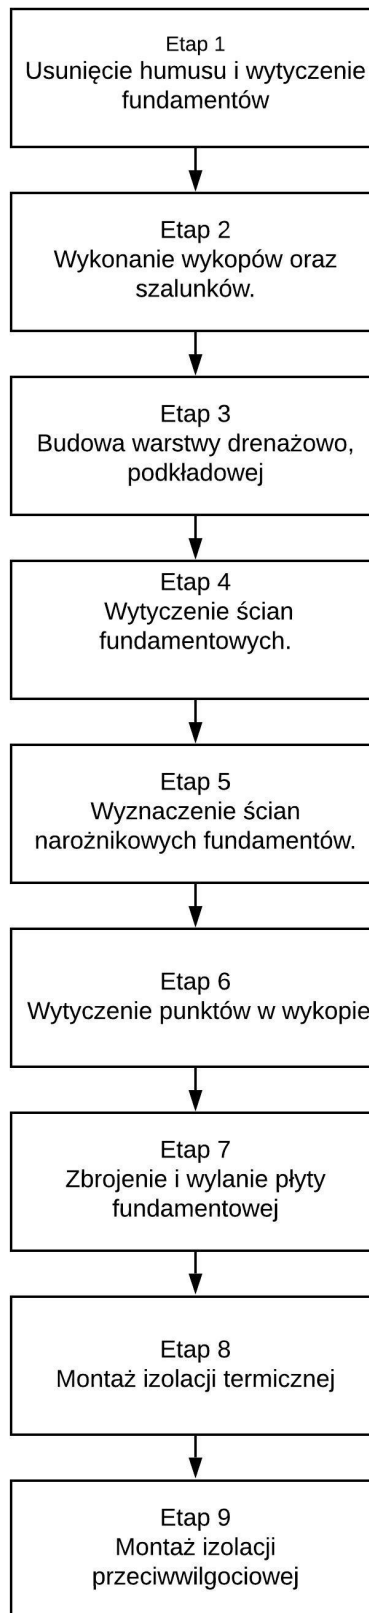 Etap 1
Usunięcie humusu i wytyczenie
fundamentów
Etap 2
Wykonanie wykopów oraz
szalunków.
Etap 3
Budowa warstwy drenażowo,
podkładowej
Etap 4
Wytyczenie ścian
fundamentowych.
Etap 5
Wyznaczenie ścian
narożnikowych fundamentów.
Etap 6
Wytyczenie punktów w wykopie
Etap 7
Zbrojenie i wylanie płyty
fundamentowej
Etap 8
Montaż izolacji termicznej
Etap 9
Montaż izolacji
przeciwwilgociowej